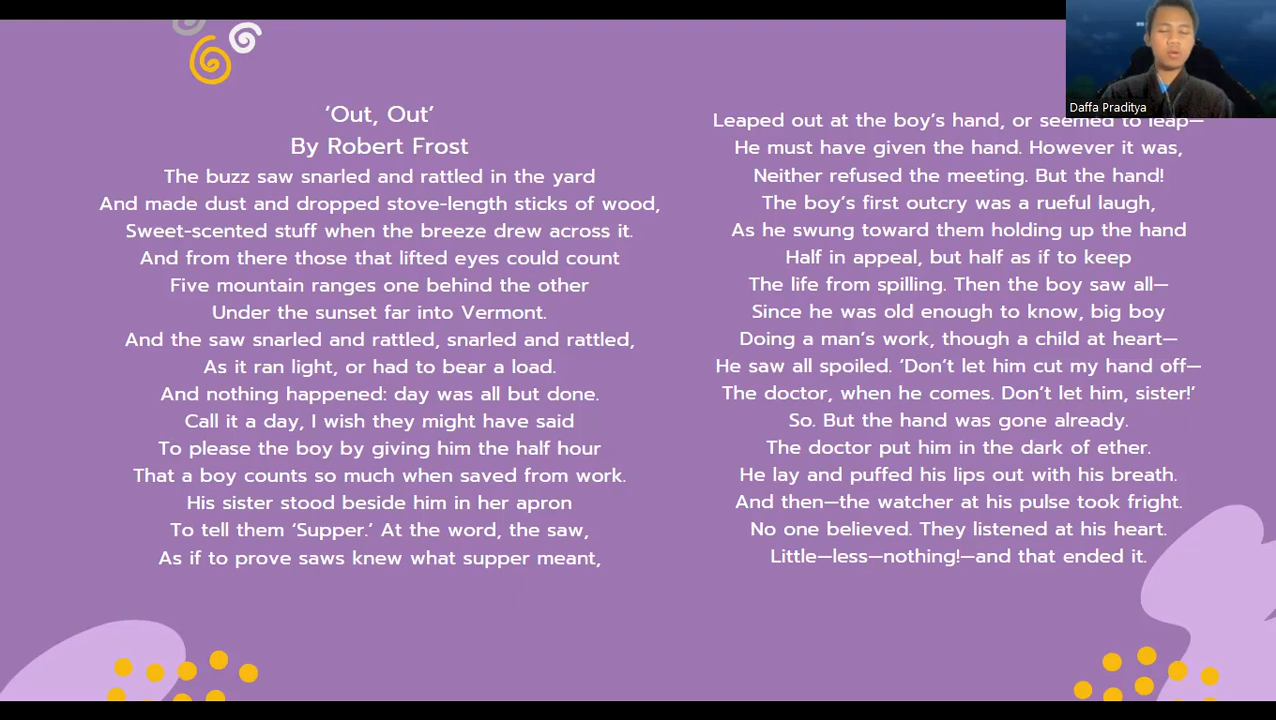 ‘Out, Out’
By Robert Frost
The buzz saw snarled and rattled in the yard
And made dust and dropped stove-length sticks of wood,
Sweet-scented stuff when the breeze drew across it.
And from there those that lifted eyes could count
Five mountain ranges one behind the other
Under the sunset far into Vermont.
And the saw snarled and rattled, snarled and rattled,
As it ran light, or had to bear a load.
And nothing happened: day was all but done.
Call it a day, I wish they might have said
To please the boy by giving him the half hour
That a boy counts so much when saved from work.
His sister stood beside him in her apron
To tell them ‘Supper.’ At the word, the saw,
As if to prove saws knew what supper meant,
Leaped out at the boy’s hand, or seemed to leap—
He must have given the hand. However it was,
Neither refused the meeting. But the hand!
The boy’s first outcry was a rueful laugh,
As he swung toward them holding up the hand
Half in appeal, but half as if to keep
The life from spilling. Then the boy saw all—
Since he was old enough to know, big boy
Doing a man’s work, though a child at heart—
He saw all spoiled. ‘Don’t let him cut my hand off—
The doctor, when he comes. Don’t let him, sister!’
So. But the hand was gone already.
The doctor put him in the dark of ether.
He lay and puffed his lips out with his breath.
And then—the watcher at his pulse took fright.
No one believed. They listened at his heart.
Little—less—nothing!—and that ended it.
Daffa Praditya